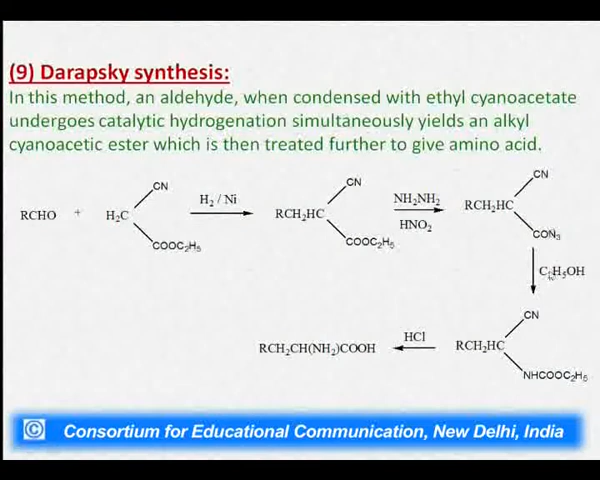 (9) Darapsky synthesis:
In this method, an aldehyde, when condensed with ethyl cyanoacetate
undergoes catalytic hydrogenation simultaneously yields an alkyl
cyanoacetic ester which is then treated further to give amino acid.
RCHO + H₂C CN COOC₂H₅ H₂ / Ni RCH₂HC CN COOC₂H₅ NH₂NH₂ HNO₂ RCH₂HC CN CON₃
C₂H₅OH
RCH₂CH(NH₂)COOH HCl RCH₂HC CN NHCOOC₂H₅
© Consortium for Educational Communication, New Delhi, India